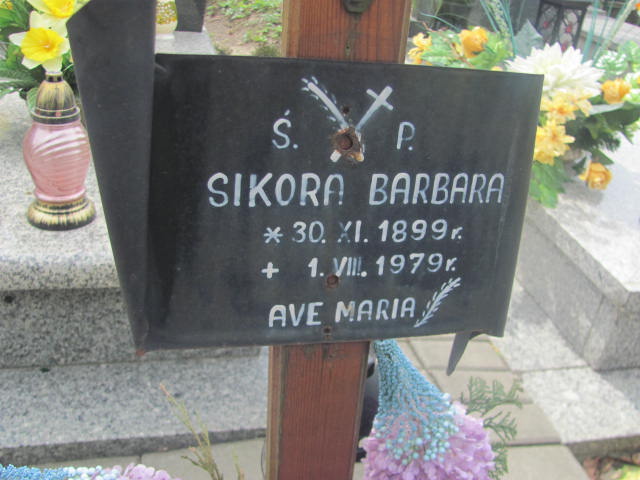 Ś. P.
SIKORA BARBARA
* 30. XI. 1899 r.
+ 1. VIII. 1979 r.
AVE MARIA